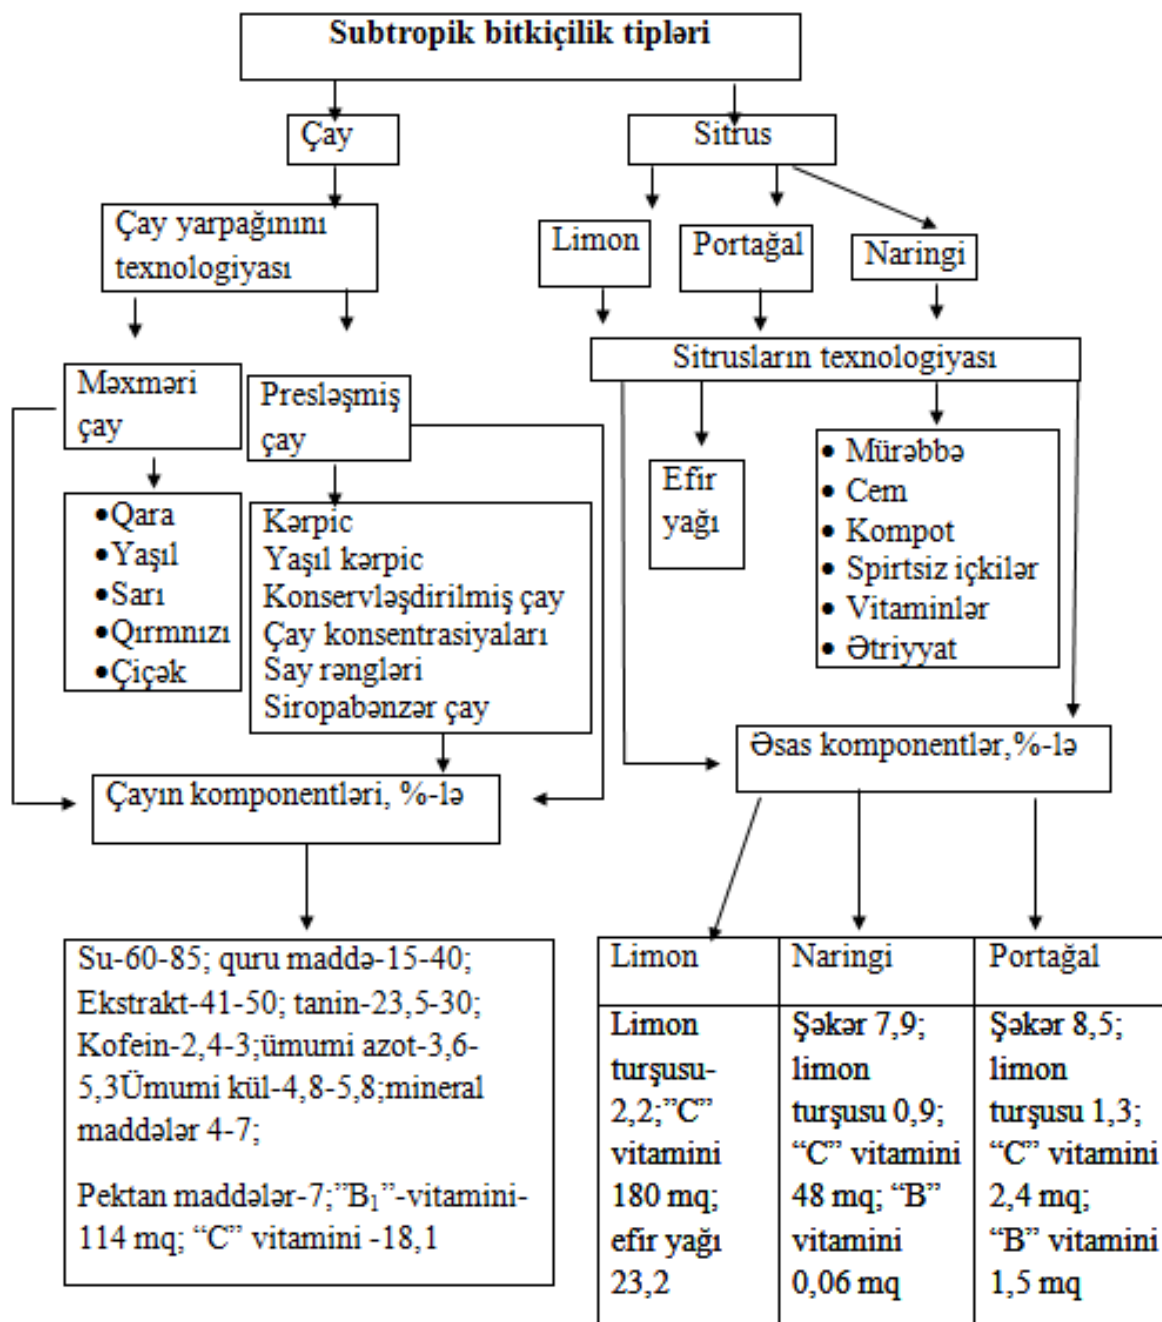 Subtropik bitkiçilik tipləri
Çay
Sitrus
Çay yarpağınını
texnologiyası
Limon
Portağal
Naringi
Sitrusların texnologiyası
Məxməri
çay
Presləşmiş
çay
•Qara
•Yaşıl
•Sarı
•Qırmnızı
•Çiçək
Kərpic
Yaşıl kərpic
Konservləşdirilmiş çay
Çay konsentrasiyaları
Say rəngləri
Siropabənzər çay
Efir
yağı
• Mürəbbə
• Cem
• Kompot
• Spirtsiz içkilər
• Vitaminlər
• Ətriyyat
Çayın komponentləri, %-lə
Əsas komponentlər,%-lə
Su-60-85; quru maddə-15-40;
Ekstrakt-41-50; tanin-23,5-30;
Kofein-2,4-3;ümumi azot-3,6-
5,3Ümumi kül-4,8-5,8;mineral
maddələr 4-7;
Pektan maddələr-7;”B₁”-vitamini-
114 mq; “C” vitamini -18,1
Limon
Limon
turşusu-
2,2;”C”
vitamini
180 mq;
efir yağı
23,2
Naringi
Şəkər 7,9;
limon
turşusu 0,9;
“C” vitamini
48 mq; “B”
vitamini
0,06 mq
Portağal
Şəkər 8,5;
limon
turşusu 1,3;
“C” vitamini
2,4 mq;
“B” vitamini
1,5 mq